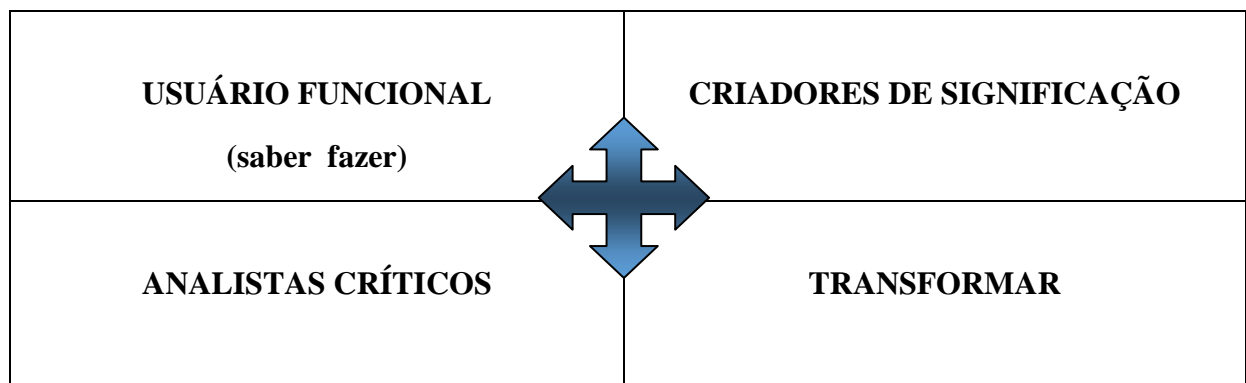 USUÁRIO FUNCIONAL
(saber fazer)
CRIADORES DE SIGNIFICAÇÃO
ANALISTAS CRÍTICOS
TRANSFORMAR